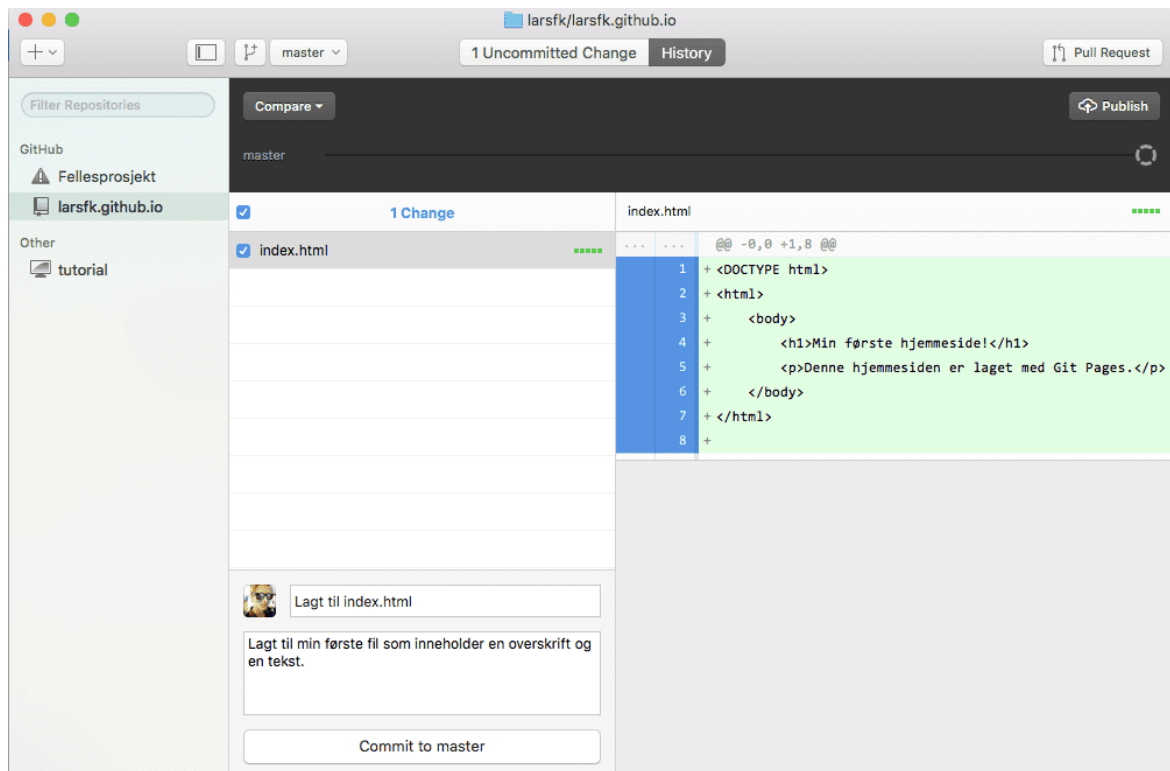 larsfk/larsfk.github.io
master
1 Uncommitted Change
History
Pull Request
Filter Repositories
GitHub
Fellesprosjekt
larsfk.github.io
Other
tutorial
Compare
Publish
master
1 Change
index.html
Lagt til index.html
Lagt til min første fil som inneholder en overskrift og
en tekst.
Commit to master
index.html
... ... @@ -0,0 +1,8 @@
1 + <DOCTYPE html>
2 + <html>
3 + <body>
4 + <h1>Min første hjemmeside!</h1>
5 + <p>Denne hjemmesiden er laget med Git Pages.</p>
6 + </body>
7 + </html>
8 +